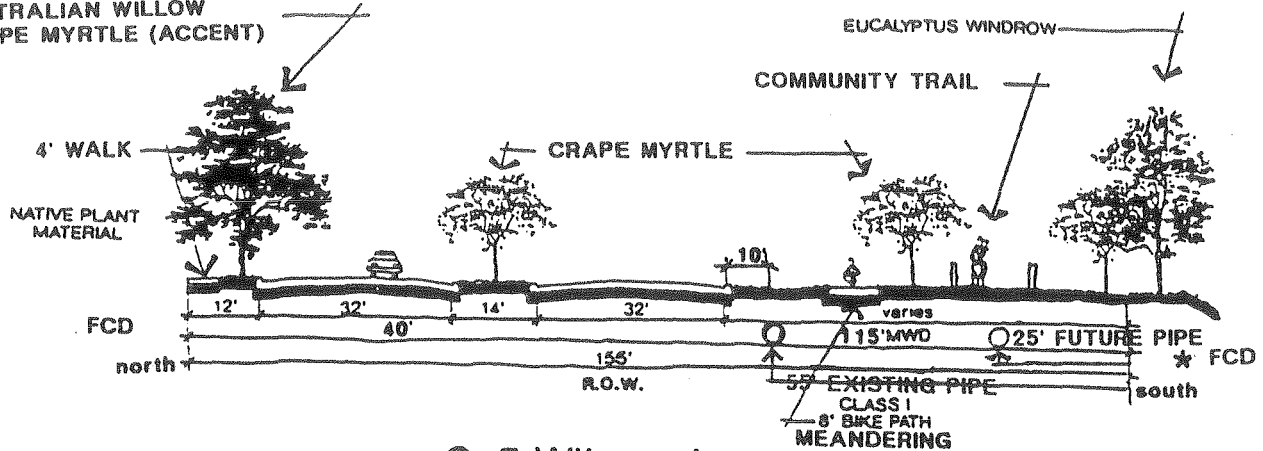 TRALIAN WILLOW
PE MYRTLE (ACCENT)
EUCALYPTUS WINDROW
COMMUNITY TRAIL
4' WALK
CRAPE MYRTLE
NATIVE PLANT
MATERIAL
10'
12'
32'
14'
32'
varies
FCD
40'
115' MWD
25' FUTURE PIPE
★ FCD
north
155'
R.O.W.
55' EXISTING PIPE
south
CLASS I
8' BIKE PATH
MEANDERING